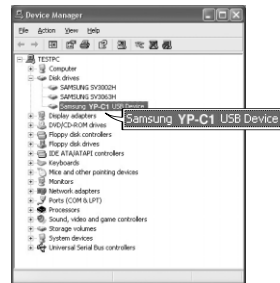 Device Manager
File Action View Help
TESTPC
Computer
Disk drives
SAMSUNG SV3002H
SAMSUNG SV3063H
Samsung YP-C1 USB Device
Samsung YP-C1 USB Device
Display adapters
DVD/CD-ROM drives
Floppy disk controllers
Floppy disk drives
IDE ATA/ATAPI controllers
Keyboards
Mice and other pointing devices
Monitors
Network adapters
Ports (COM & LPT)
Processors
Sound, video and game controllers
Storage volumes
System devices
Universal Serial Bus controllers